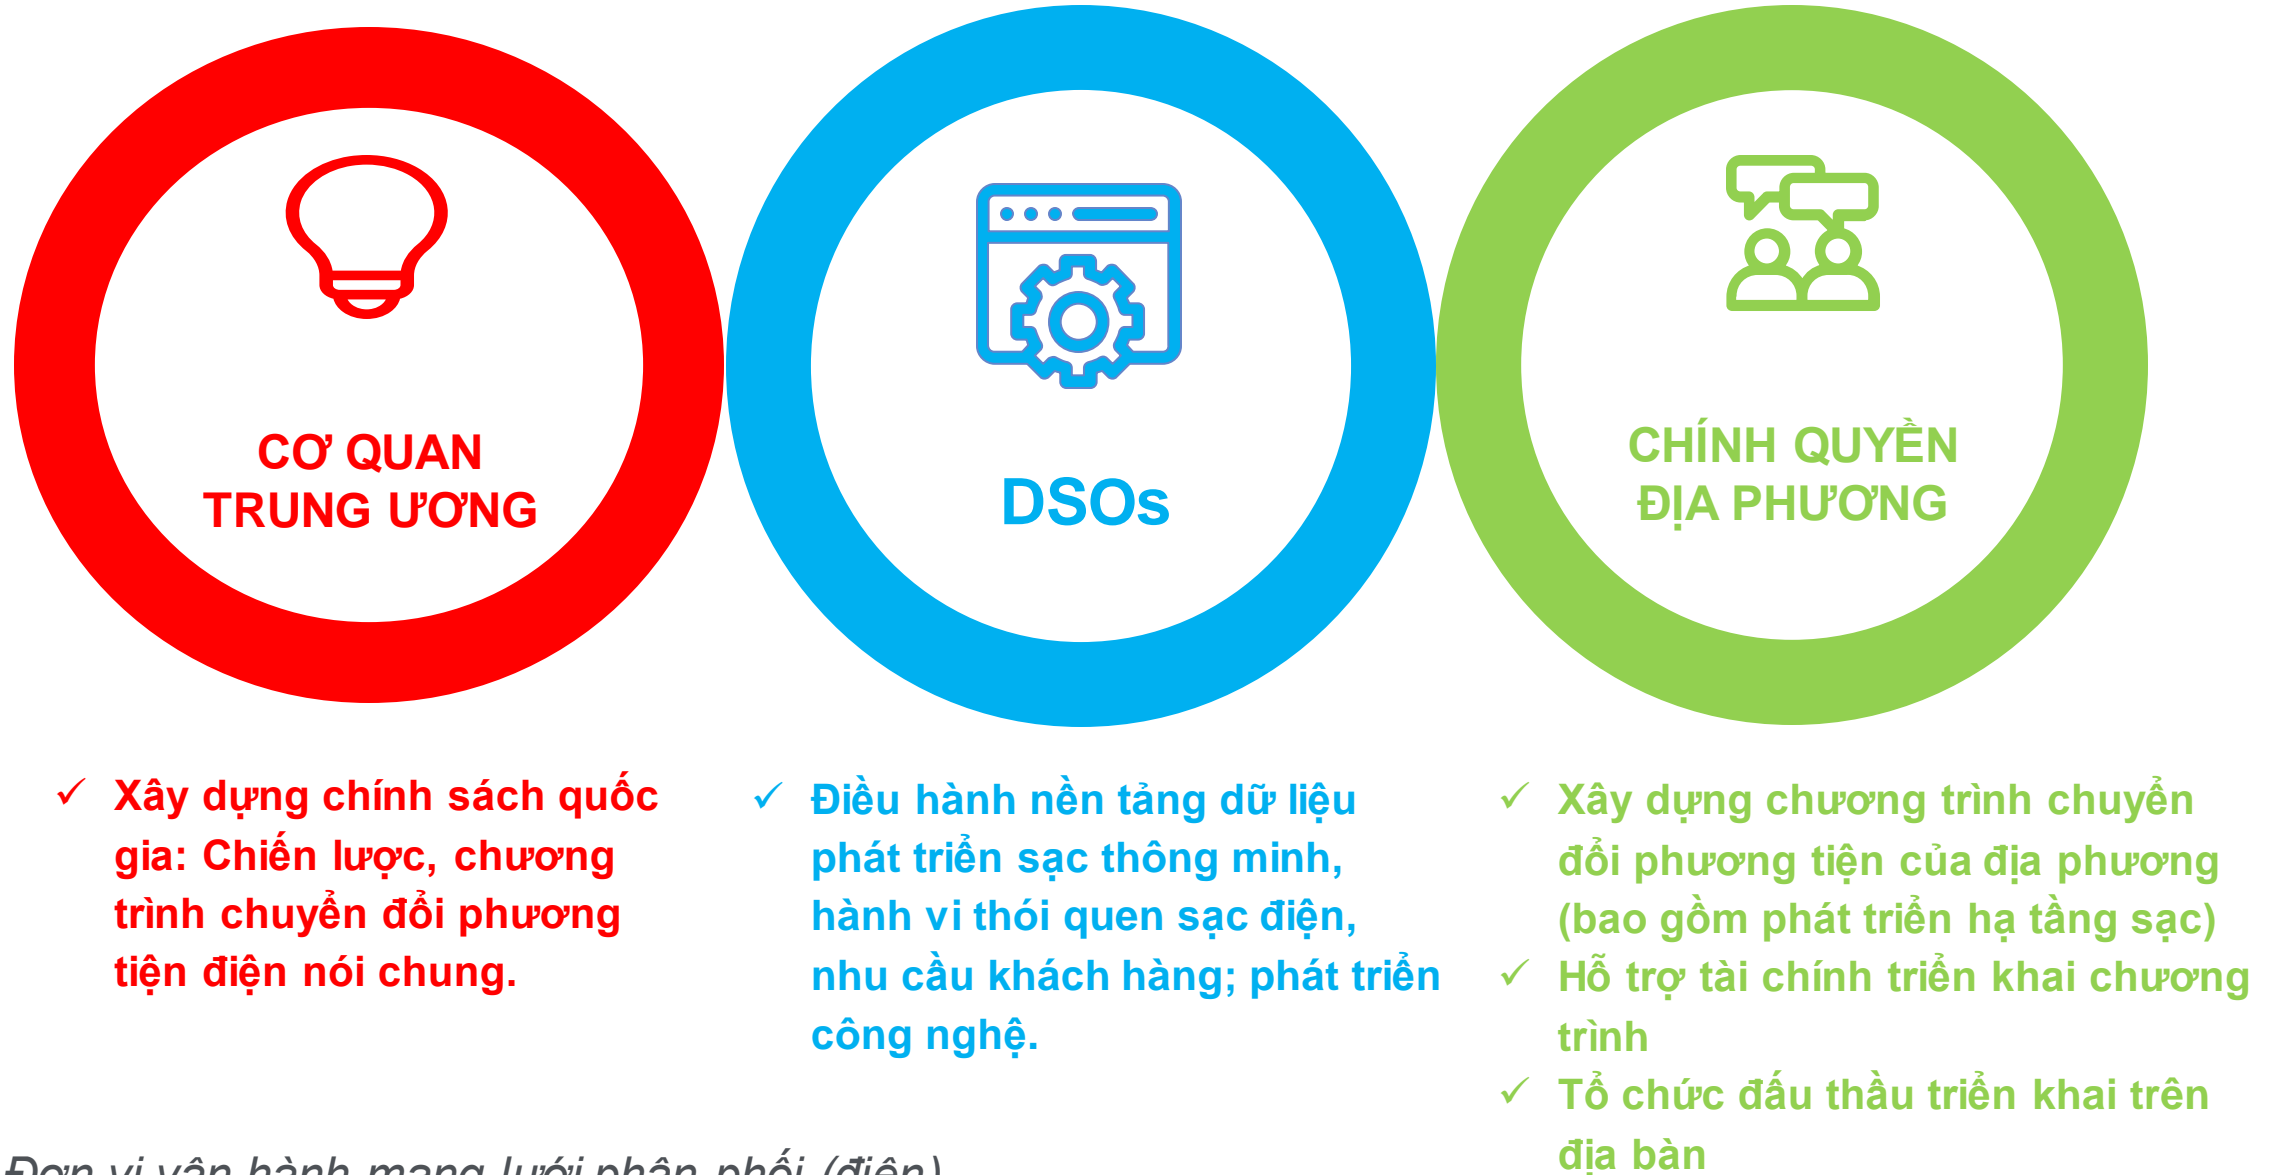 CƠ QUAN
TRUNG ƯƠNG
DSOs
CHÍNH QUYỀN
ĐỊA PHƯƠNG
✓ Xây dựng chính sách quốc
gia: Chiến lược, chương
trình chuyển đổi phương
tiện điện nói chung.
✓ Điều hành nền tảng dữ liệu
phát triển sạc thông minh,
hành vi thói quen sạc điện,
nhu cầu khách hàng; phát triển
công nghệ.
✓ Xây dựng chương trình chuyển
đổi phương tiện của địa phương
(bao gồm phát triển hạ tầng sạc)
✓ Hỗ trợ tài chính triển khai chương
trình
✓ Tổ chức đấu thầu triển khai trên
địa bàn
Đơn vị vận hành mạng lưới phân phối (điện)